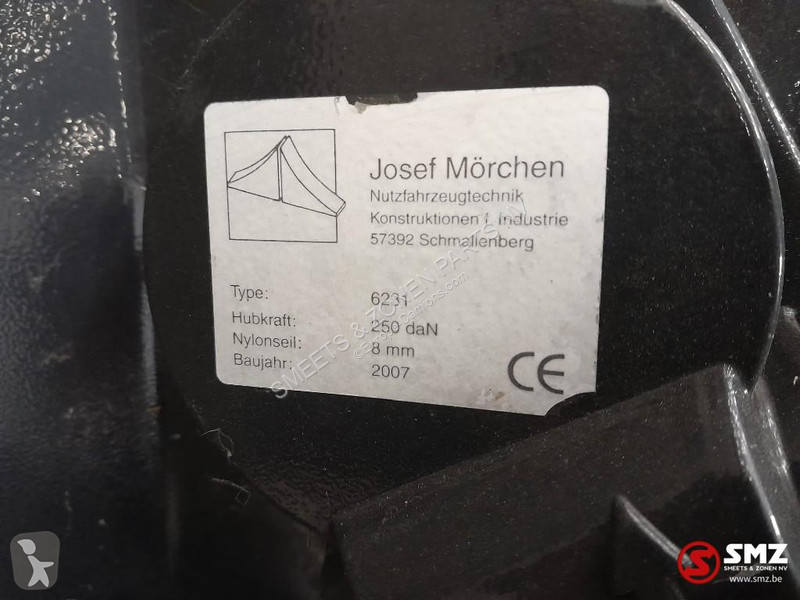 Josef Mörchen
Nutzfahrzeugtechnik
Konstruktionen f. Industrie
57392 Schmallenberg
Type: 6231
Hubkraft: 250 daN
Nylonseil: 8 mm
Baujahr: 2007
CE
SMEETS & ZONEN PARTS NV
SMZ
SMEETS & ZONEN NV
www.smz.be